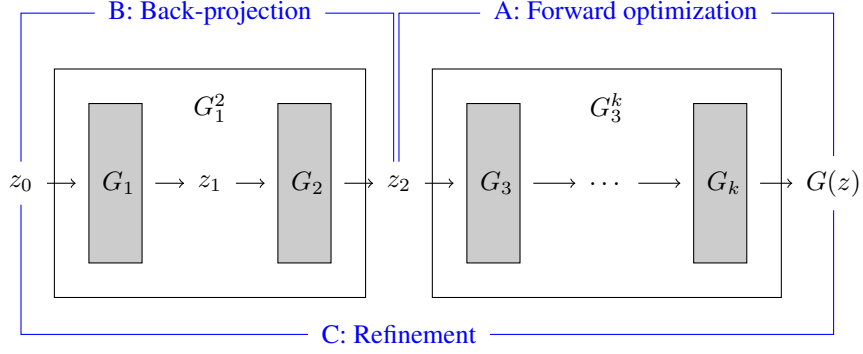 B: Back-projection
A: Forward optimization
G_1^2
G_3^k
z_0 → G_1 → z_1 → G_2 → z_2 → G_3 → ⋯ → G_k → G(z)
C: Refinement